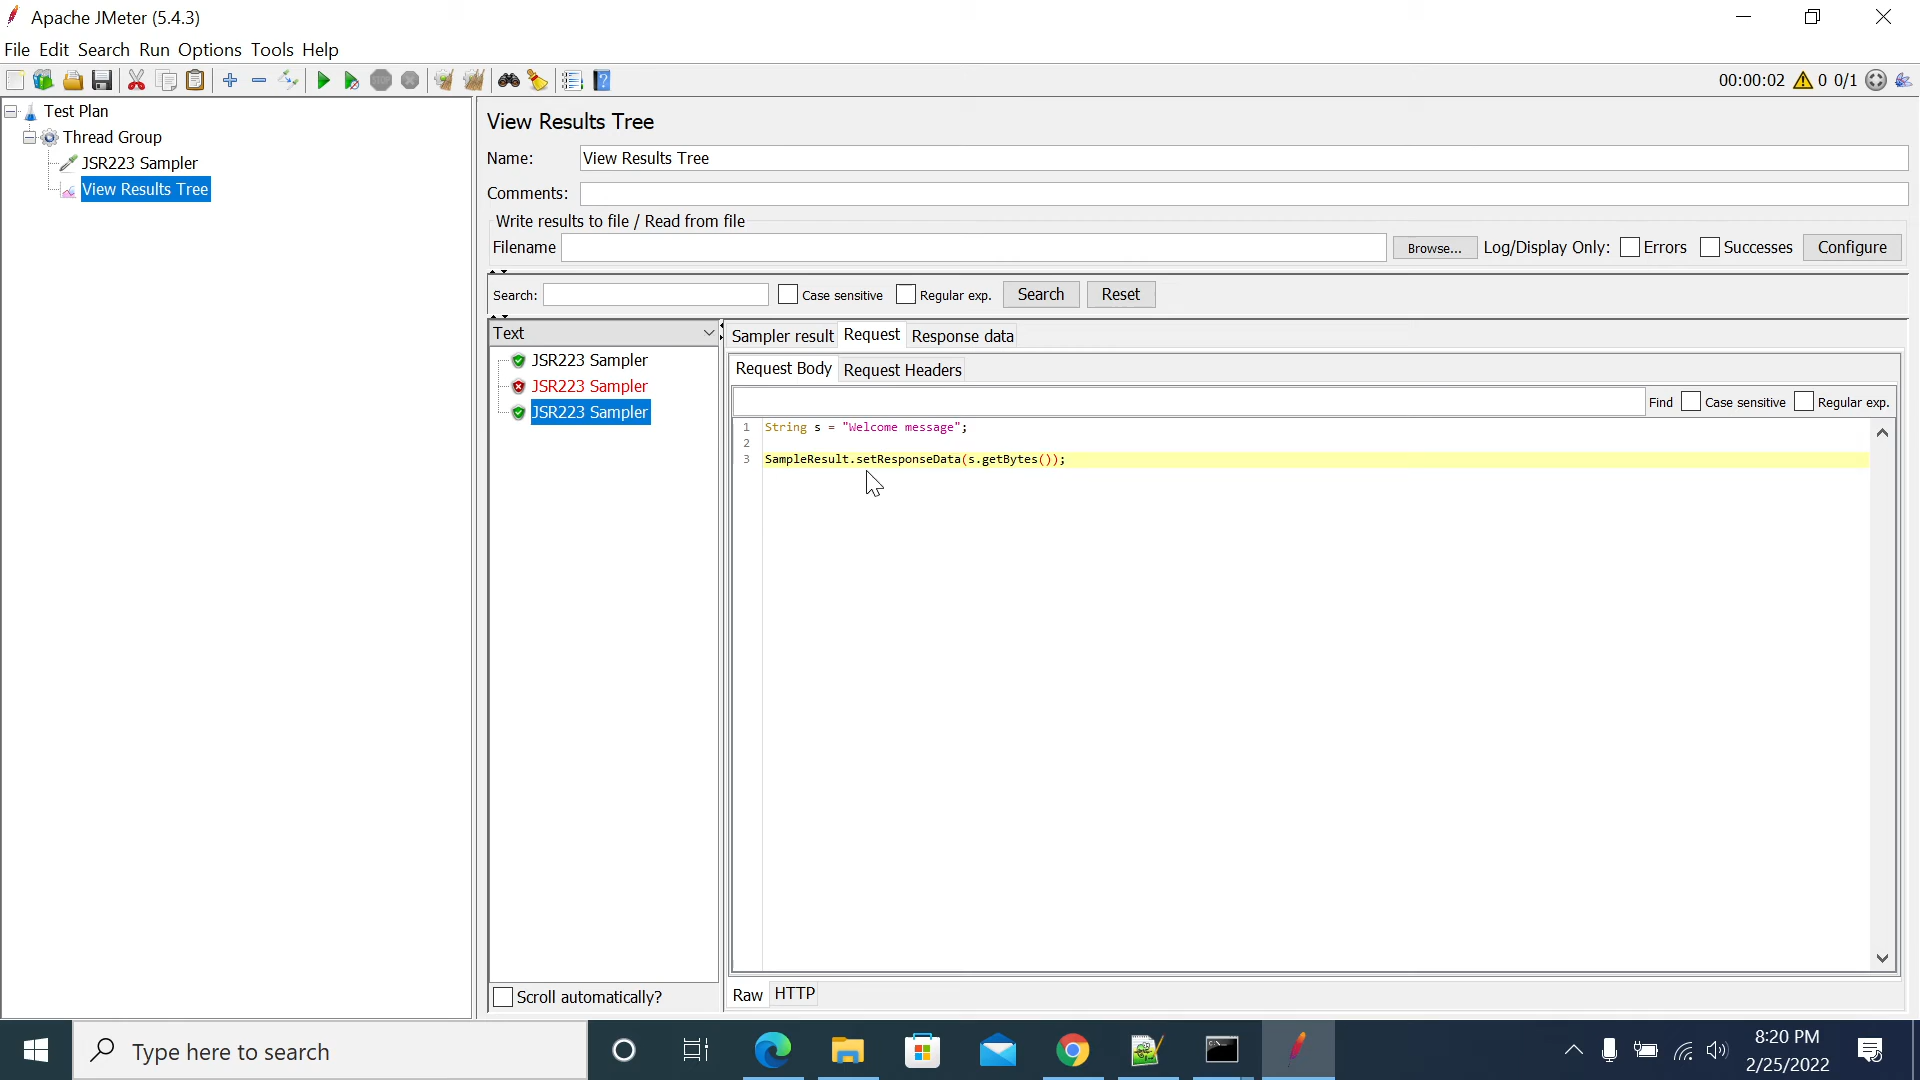 Apache JMeter (5.4.3)
File Edit Search Run Options Tools Help
00:00:02 0 0/1
Test Plan
Thread Group
JSR223 Sampler
View Results Tree
View Results Tree
Name: View Results Tree
Comments:
Write results to file / Read from file
Filename Browse... Log/Display Only: Errors Successes Configure
Search: Case sensitive Regular exp. Search Reset
Text
JSR223 Sampler
JSR223 Sampler
JSR223 Sampler
Scroll automatically?
Sampler result Request Response data
Request Body Request Headers
Find Case sensitive Regular exp.
1 String s = "Welcome message";
2
3 SampleResult.setResponseData(s.getBytes());
Raw HTTP
Type here to search
8:20 PM
2/25/2022